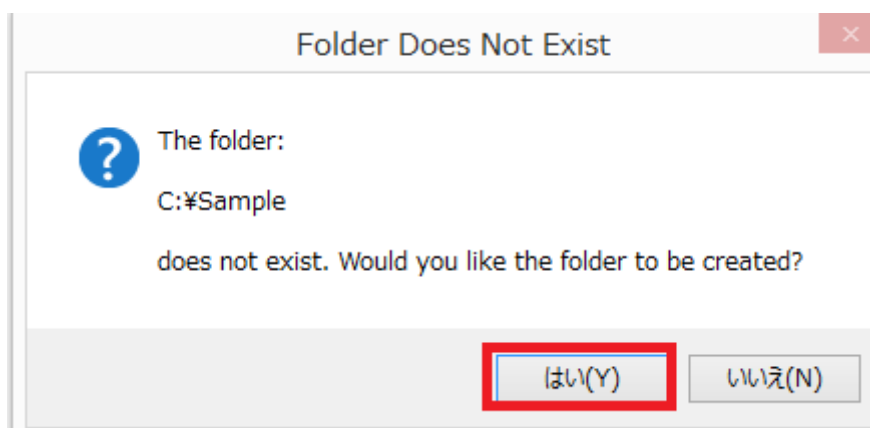 Folder Does Not Exist
The folder:
C:¥Sample
does not exist. Would you like the folder to be created?
はい(Y)
いいえ(N)